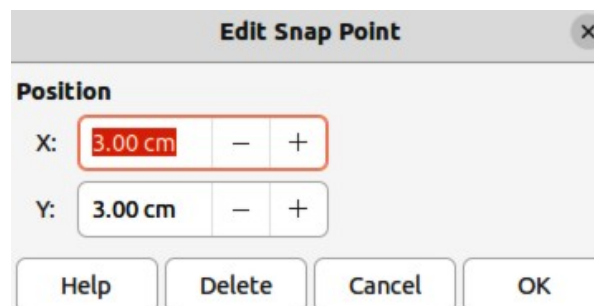 Edit Snap Point
Position
X: 3.00 cm
Y: 3.00 cm
Help Delete Cancel OK